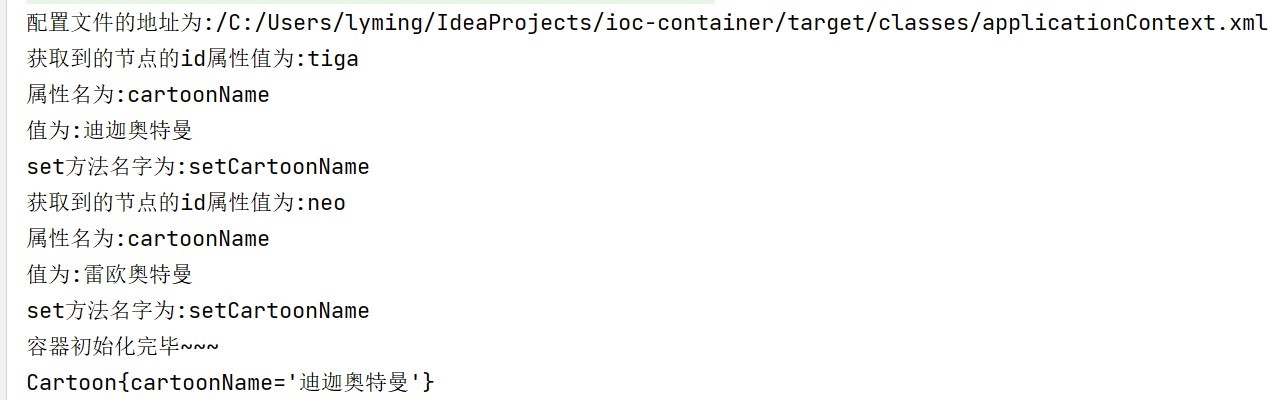 配置文件的地址为:/C:/Users/lyming/IdeaProjects/ioc-container/target/classes/applicationContext.xml
获取到的节点的id属性值为:tiga
属性名为:cartoonName
值为:迪迦奥特曼
set方法名字为:setCartoonName
获取到的节点的id属性值为:neo
属性名为:cartoonName
值为:雷欧奥特曼
set方法名字为:setCartoonName
容器初始化完毕~~~
Cartoon{cartoonName='迪迦奥特曼'}